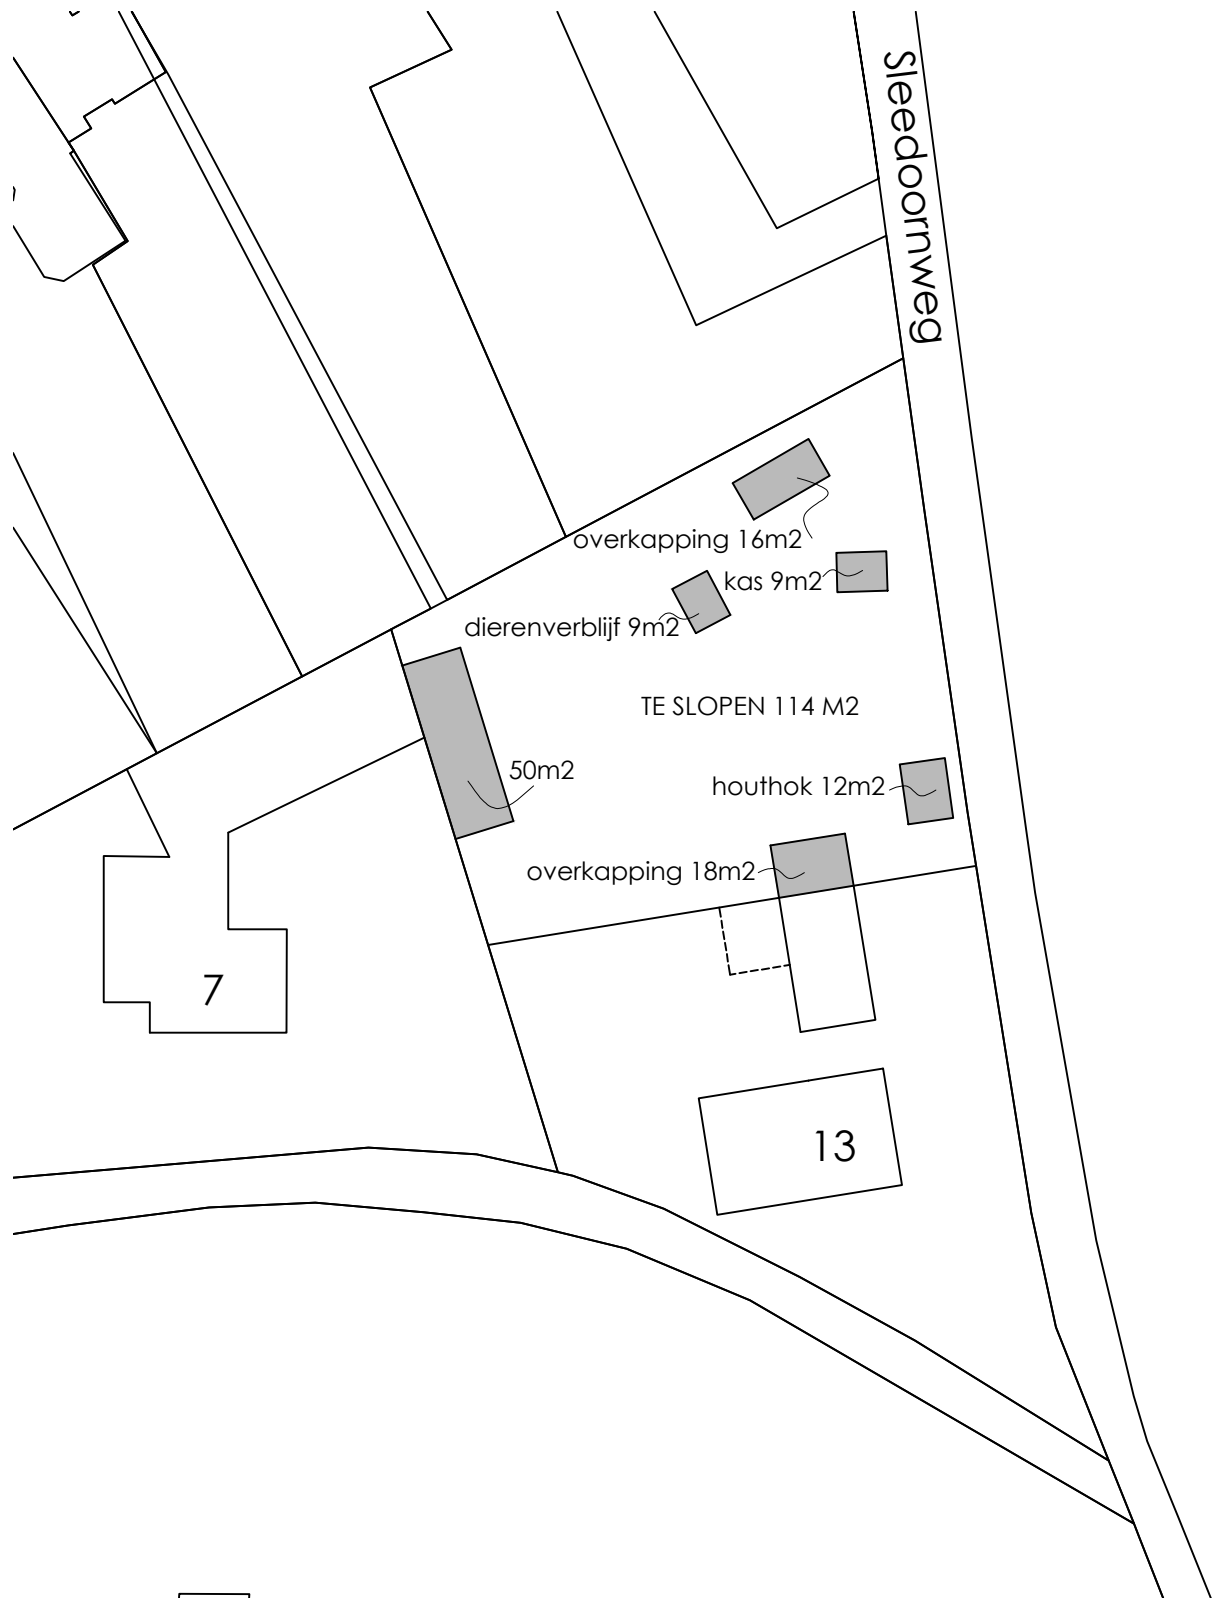 Sleedoornweg
overkapping 16m2
kas 9m2
dierenverblijf 9m2
TE SLOPEN 114 M2
50m2
houthok 12m2
overkapping 18m2
7
13